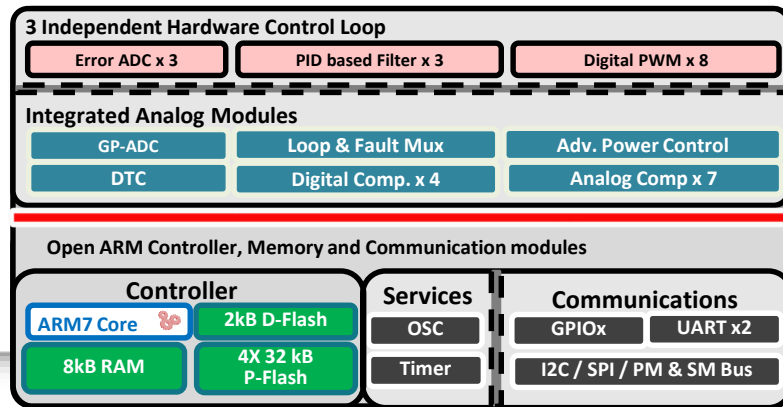 3 Independent Hardware Control Loop
Error ADC x 3
PID based Filter x 3
Digital PWM x 8
Integrated Analog Modules
GP-ADC
Loop & Fault Mux
Adv. Power Control
DTC
Digital Comp. x 4
Analog Comp x 7
Open ARM Controller, Memory and Communication modules
Controller
ARM7 Core
2kB D-Flash
8kB RAM
4X 32 kB
P-Flash
Services
OSC
Timer
Communications
GPIOx
UART x2
I2C / SPI / PM & SM Bus